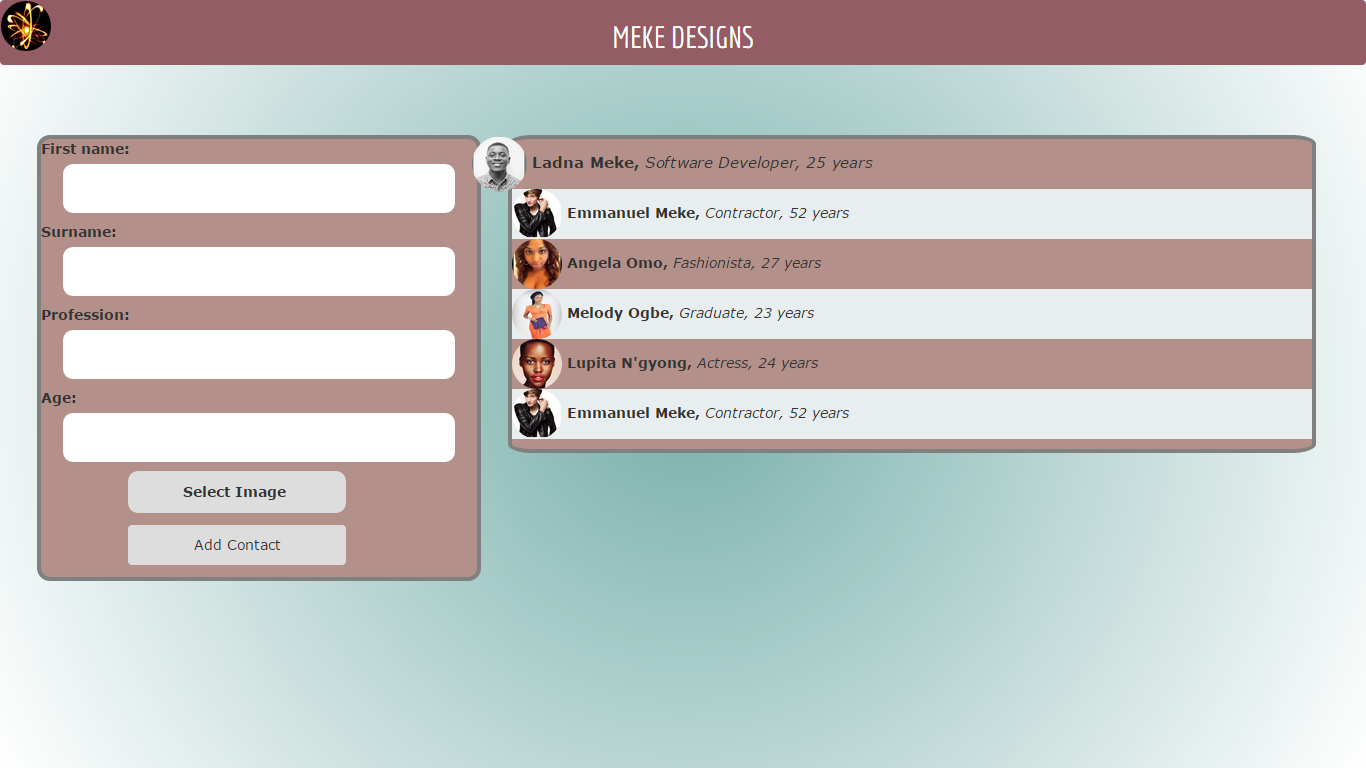 MEKE DESIGNS
First name:
Surname:
Profession:
Age:
Select Image
Add Contact
Ladna Meke, Software Developer, 25 years
Emmanuel Meke, Contractor, 52 years
Angela Omo, Fashionista, 27 years
Melody Ogbe, Graduate, 23 years
Lupita N'gyong, Actress, 24 years
Emmanuel Meke, Contractor, 52 years